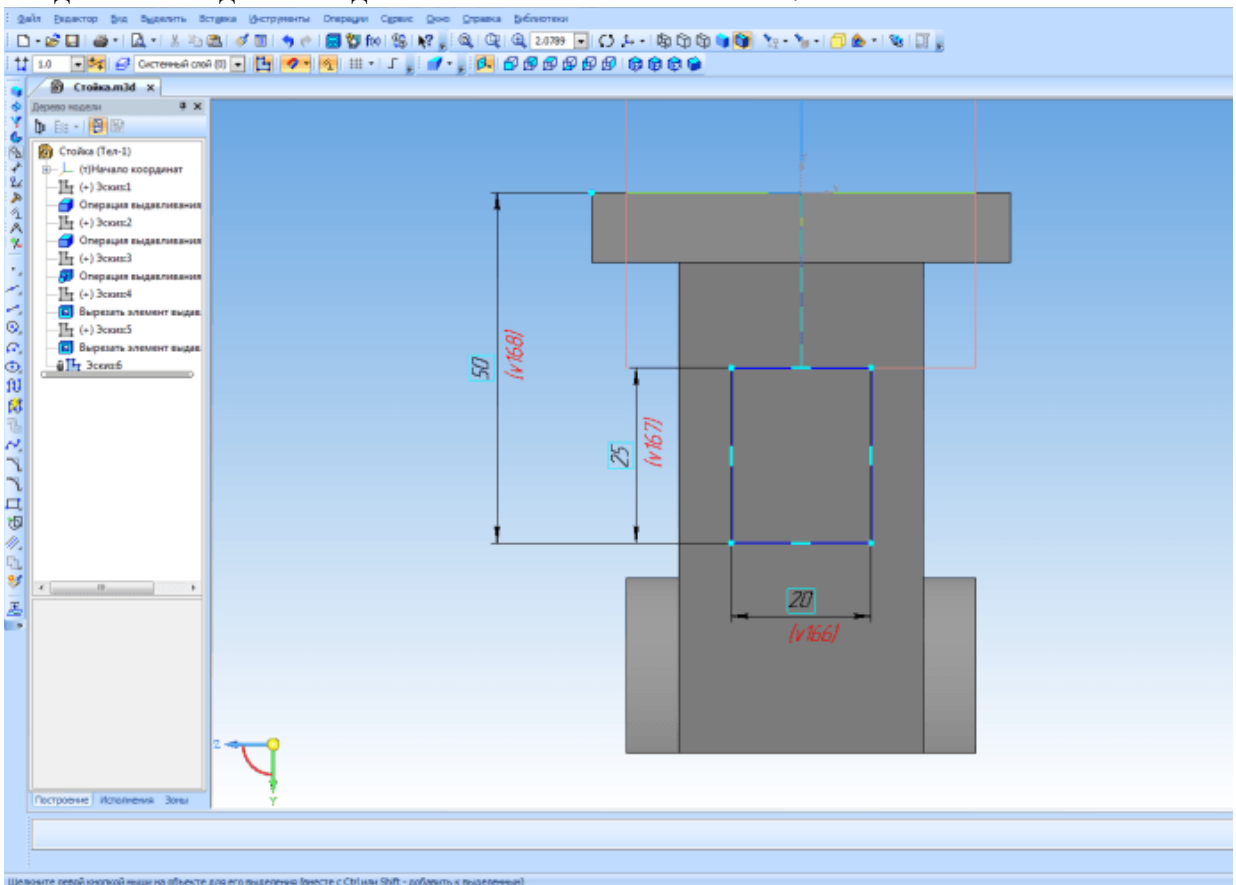 Файл Редактор Вид Выделить Вставка Инструменты Операции Сервис Окно Справка Библиотеки
2.0789
1.0 Системный слой (0)
Стойка.m3d
Дерево модели
Стойка (Тел-1)
(т)Начало координат
(+) Эскиз:1
Операция выдавливания
(+) Эскиз:2
Операция выдавливания
(+) Эскиз:3
Операция выдавливания
(+) Эскиз:4
Вырезать элемент выдав
(+) Эскиз:5
Вырезать элемент выдав
Эскиз:6
50
(v168)
25
(v167)
20
(v166)
Z
Y
Построение Исполнения Зоны
Щелкните левой кнопкой мыши на объекте для его выделения (вместе с Ctrl или Shift - добавить к выделенным)